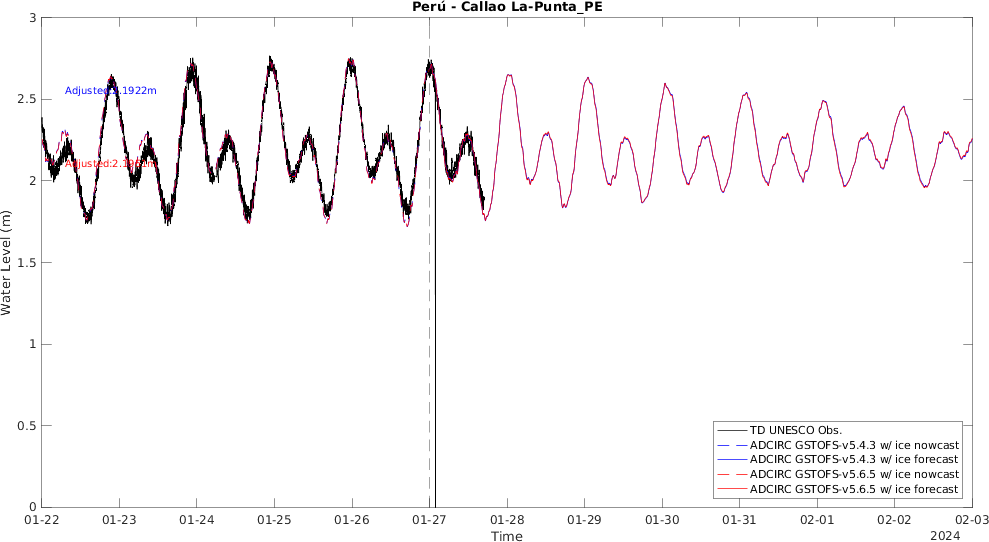 Perú - Callao La-Punta_PE
3
2.5
2
1.5
1
0.5
0
Water Level (m)
Adjusted:2.1922m
TD UNESCO Obs.
ADCIRC GSTOFS-v5.4.3 w/ ice nowcast
ADCIRC GSTOFS-v5.4.3 w/ ice forecast
ADCIRC GSTOFS-v5.6.5 w/ ice nowcast
ADCIRC GSTOFS-v5.6.5 w/ ice forecast
01-22 01-23 01-24 01-25 01-26 01-27 01-28 01-29 01-30 01-31 02-01 02-02 02-03
Time
2024